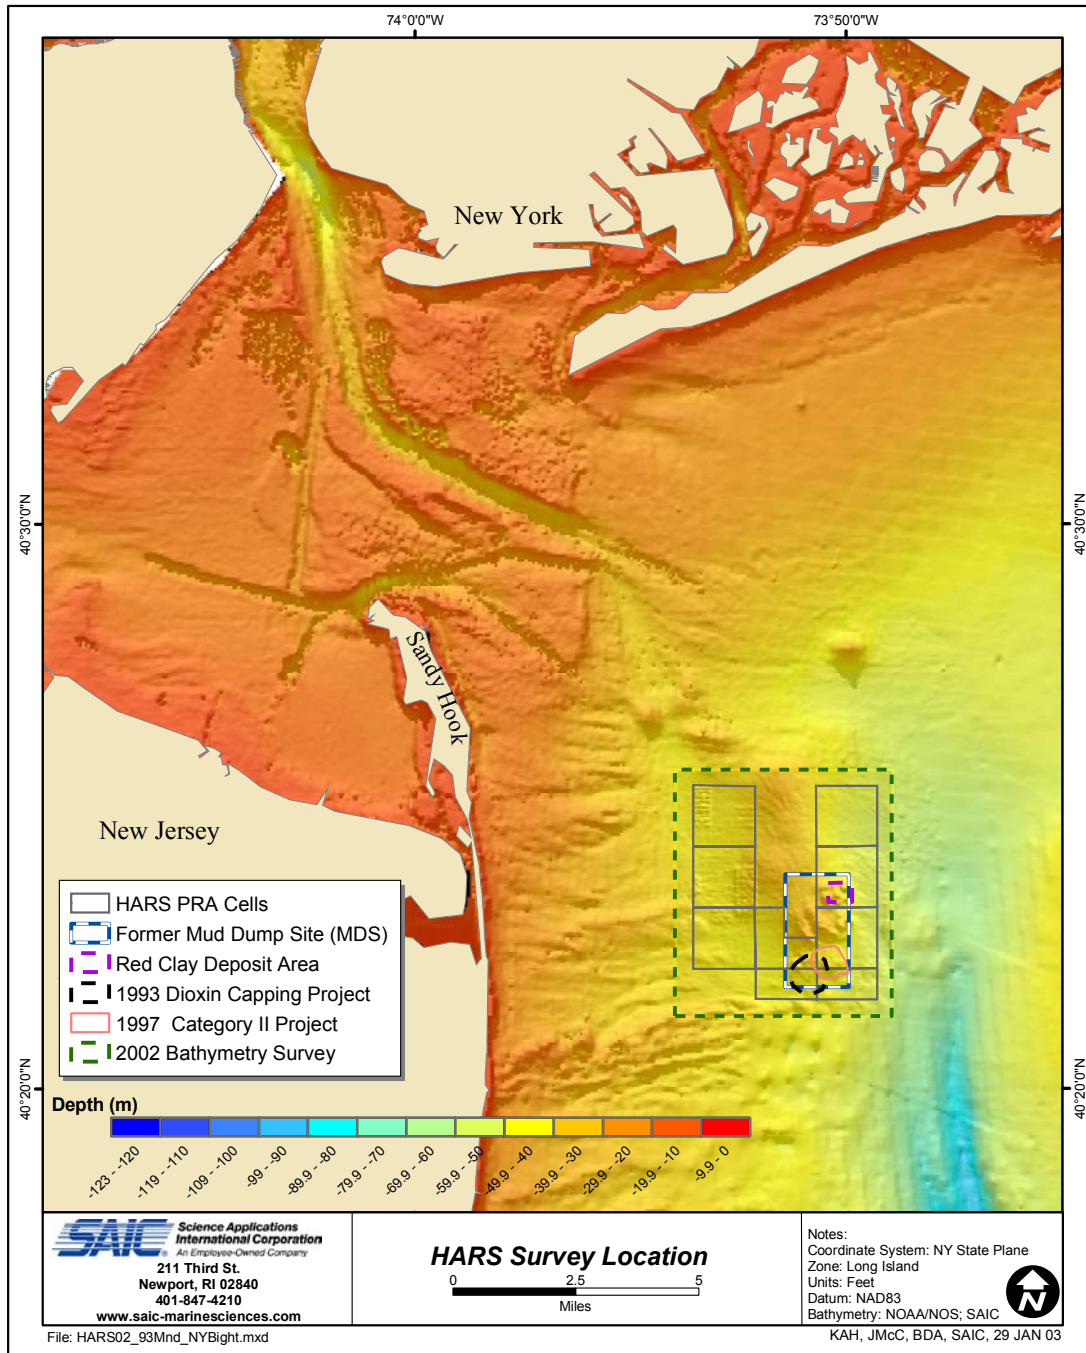 74°0'0"W
73°50'0"W
New York
40°30'0"N
40°30'0"N
Sandy Hook
New Jersey
HARS PRA Cells
Former Mud Dump Site (MDS)
Red Clay Deposit Area
1993 Dioxin Capping Project
1997 Category II Project
2002 Bathymetry Survey
40°20'0"N
40°20'0"N
Depth (m)
-123 - -120
-119 - -110
-109 - -100
-99 - -90
-89.9 - -80
-79.9 - -70
-69.9 - -60
-59.9 - -50
-49.9 - -40
-39.9 - -30
-29.9 - -20
-19.9 - -10
-9.9 - 0
SAIC
Science Applications
International Corporation
An Employee-Owned Company
211 Third St.
Newport, RI 02840
401-847-4210
www.saic-marinesciences.com
HARS Survey Location
0 2.5 5
Miles
Notes:
Coordinate System: NY State Plane
Zone: Long Island
Units: Feet
Datum: NAD83
Bathymetry: NOAA/NOS; SAIC
N
File: HARS02_93Mnd_NYBight.mxd
KAH, JMcC, BDA, SAIC, 29 JAN 03